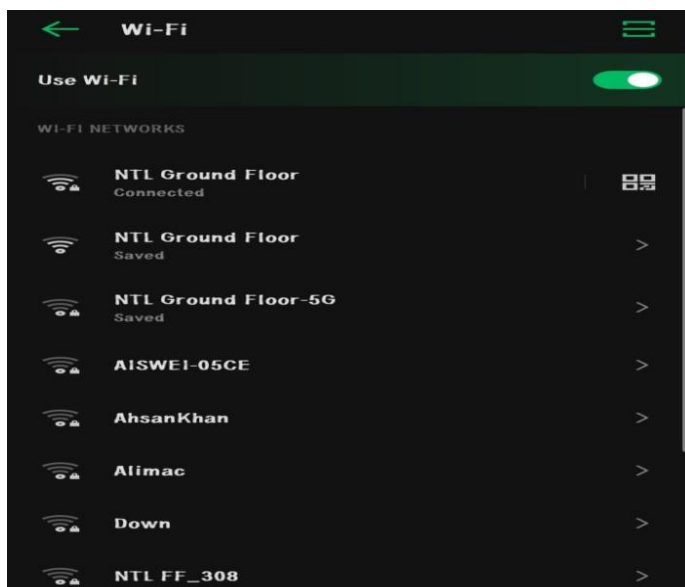 Wi-Fi
Use Wi-Fi
WI-FI NETWORKS
NTL Ground Floor
Connected
NTL Ground Floor
Saved
NTL Ground Floor-5G
Saved
AISWEI-05CE
AhsanKhan
Alimac
Down
NTL FF_308